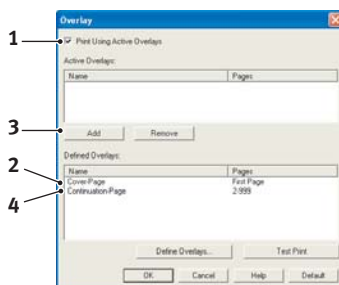 Overlay
1
Print Using Active Overlays
Active Overlays:
Name Pages
3
Add Remove
Defined Overlays:
2
Name Pages
Cover-Page First Page
4
Continuation-Page 2-999
Define Overlays... Test Print
OK Cancel Help Default